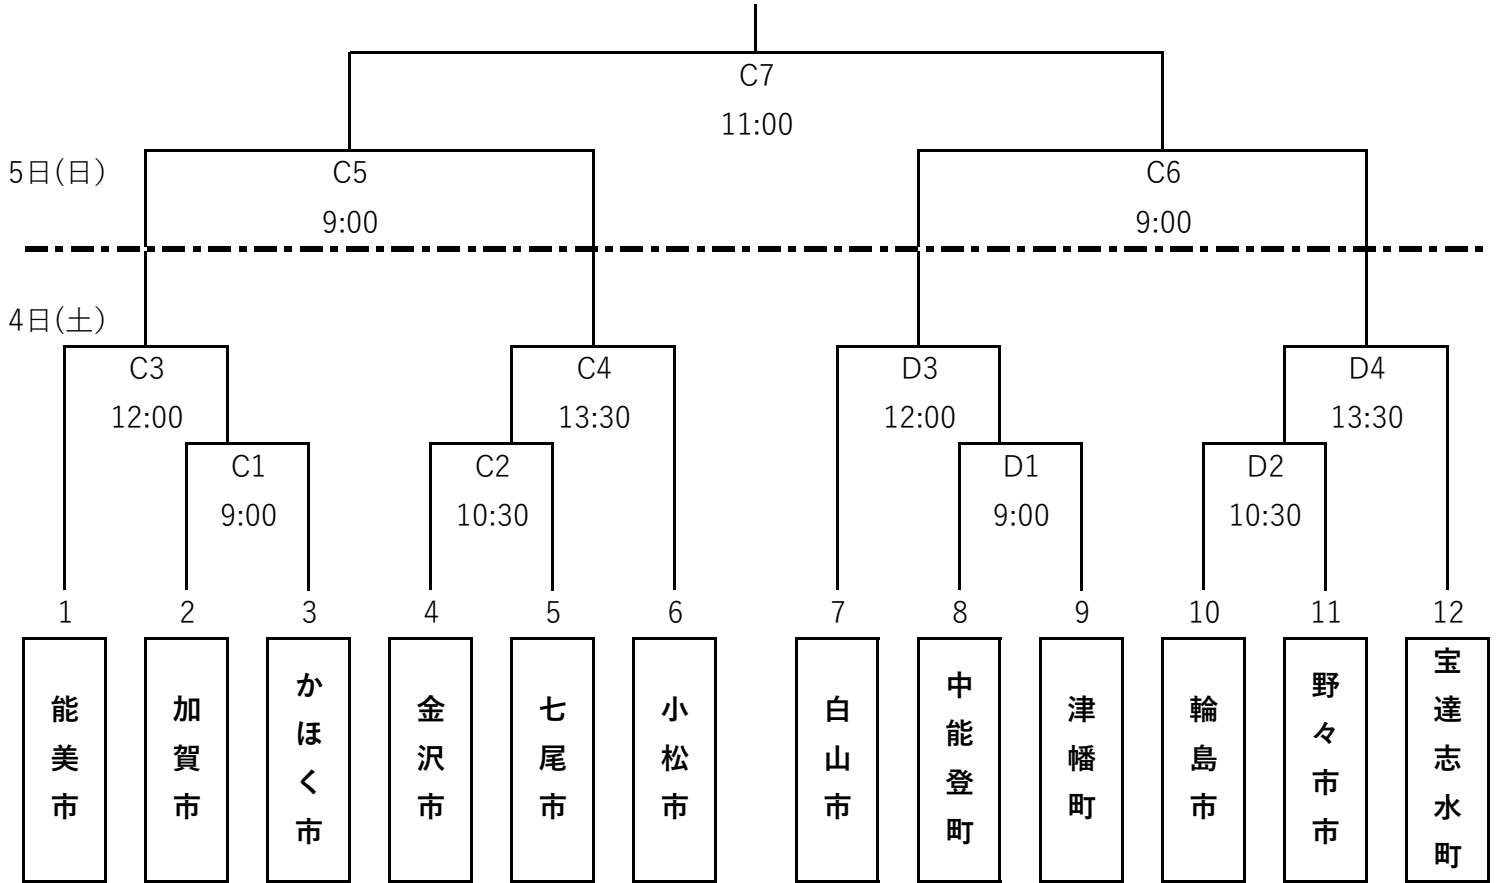 C7
11:00
5日(日)
C5
C6
9:00
9:00
4日(土)
C3
C4
D3
D4
12:00
13:30
12:00
13:30
C1
C2
D1
D2
9:00
10:30
9:00
10:30
1
2
3
4
5
6
7
8
9
10
11
12
能美市
加賀市
かほく市
金沢市
七尾市
小松市
白山市
中能登町
津幡町
輪島市
野々市市
宝達志水町